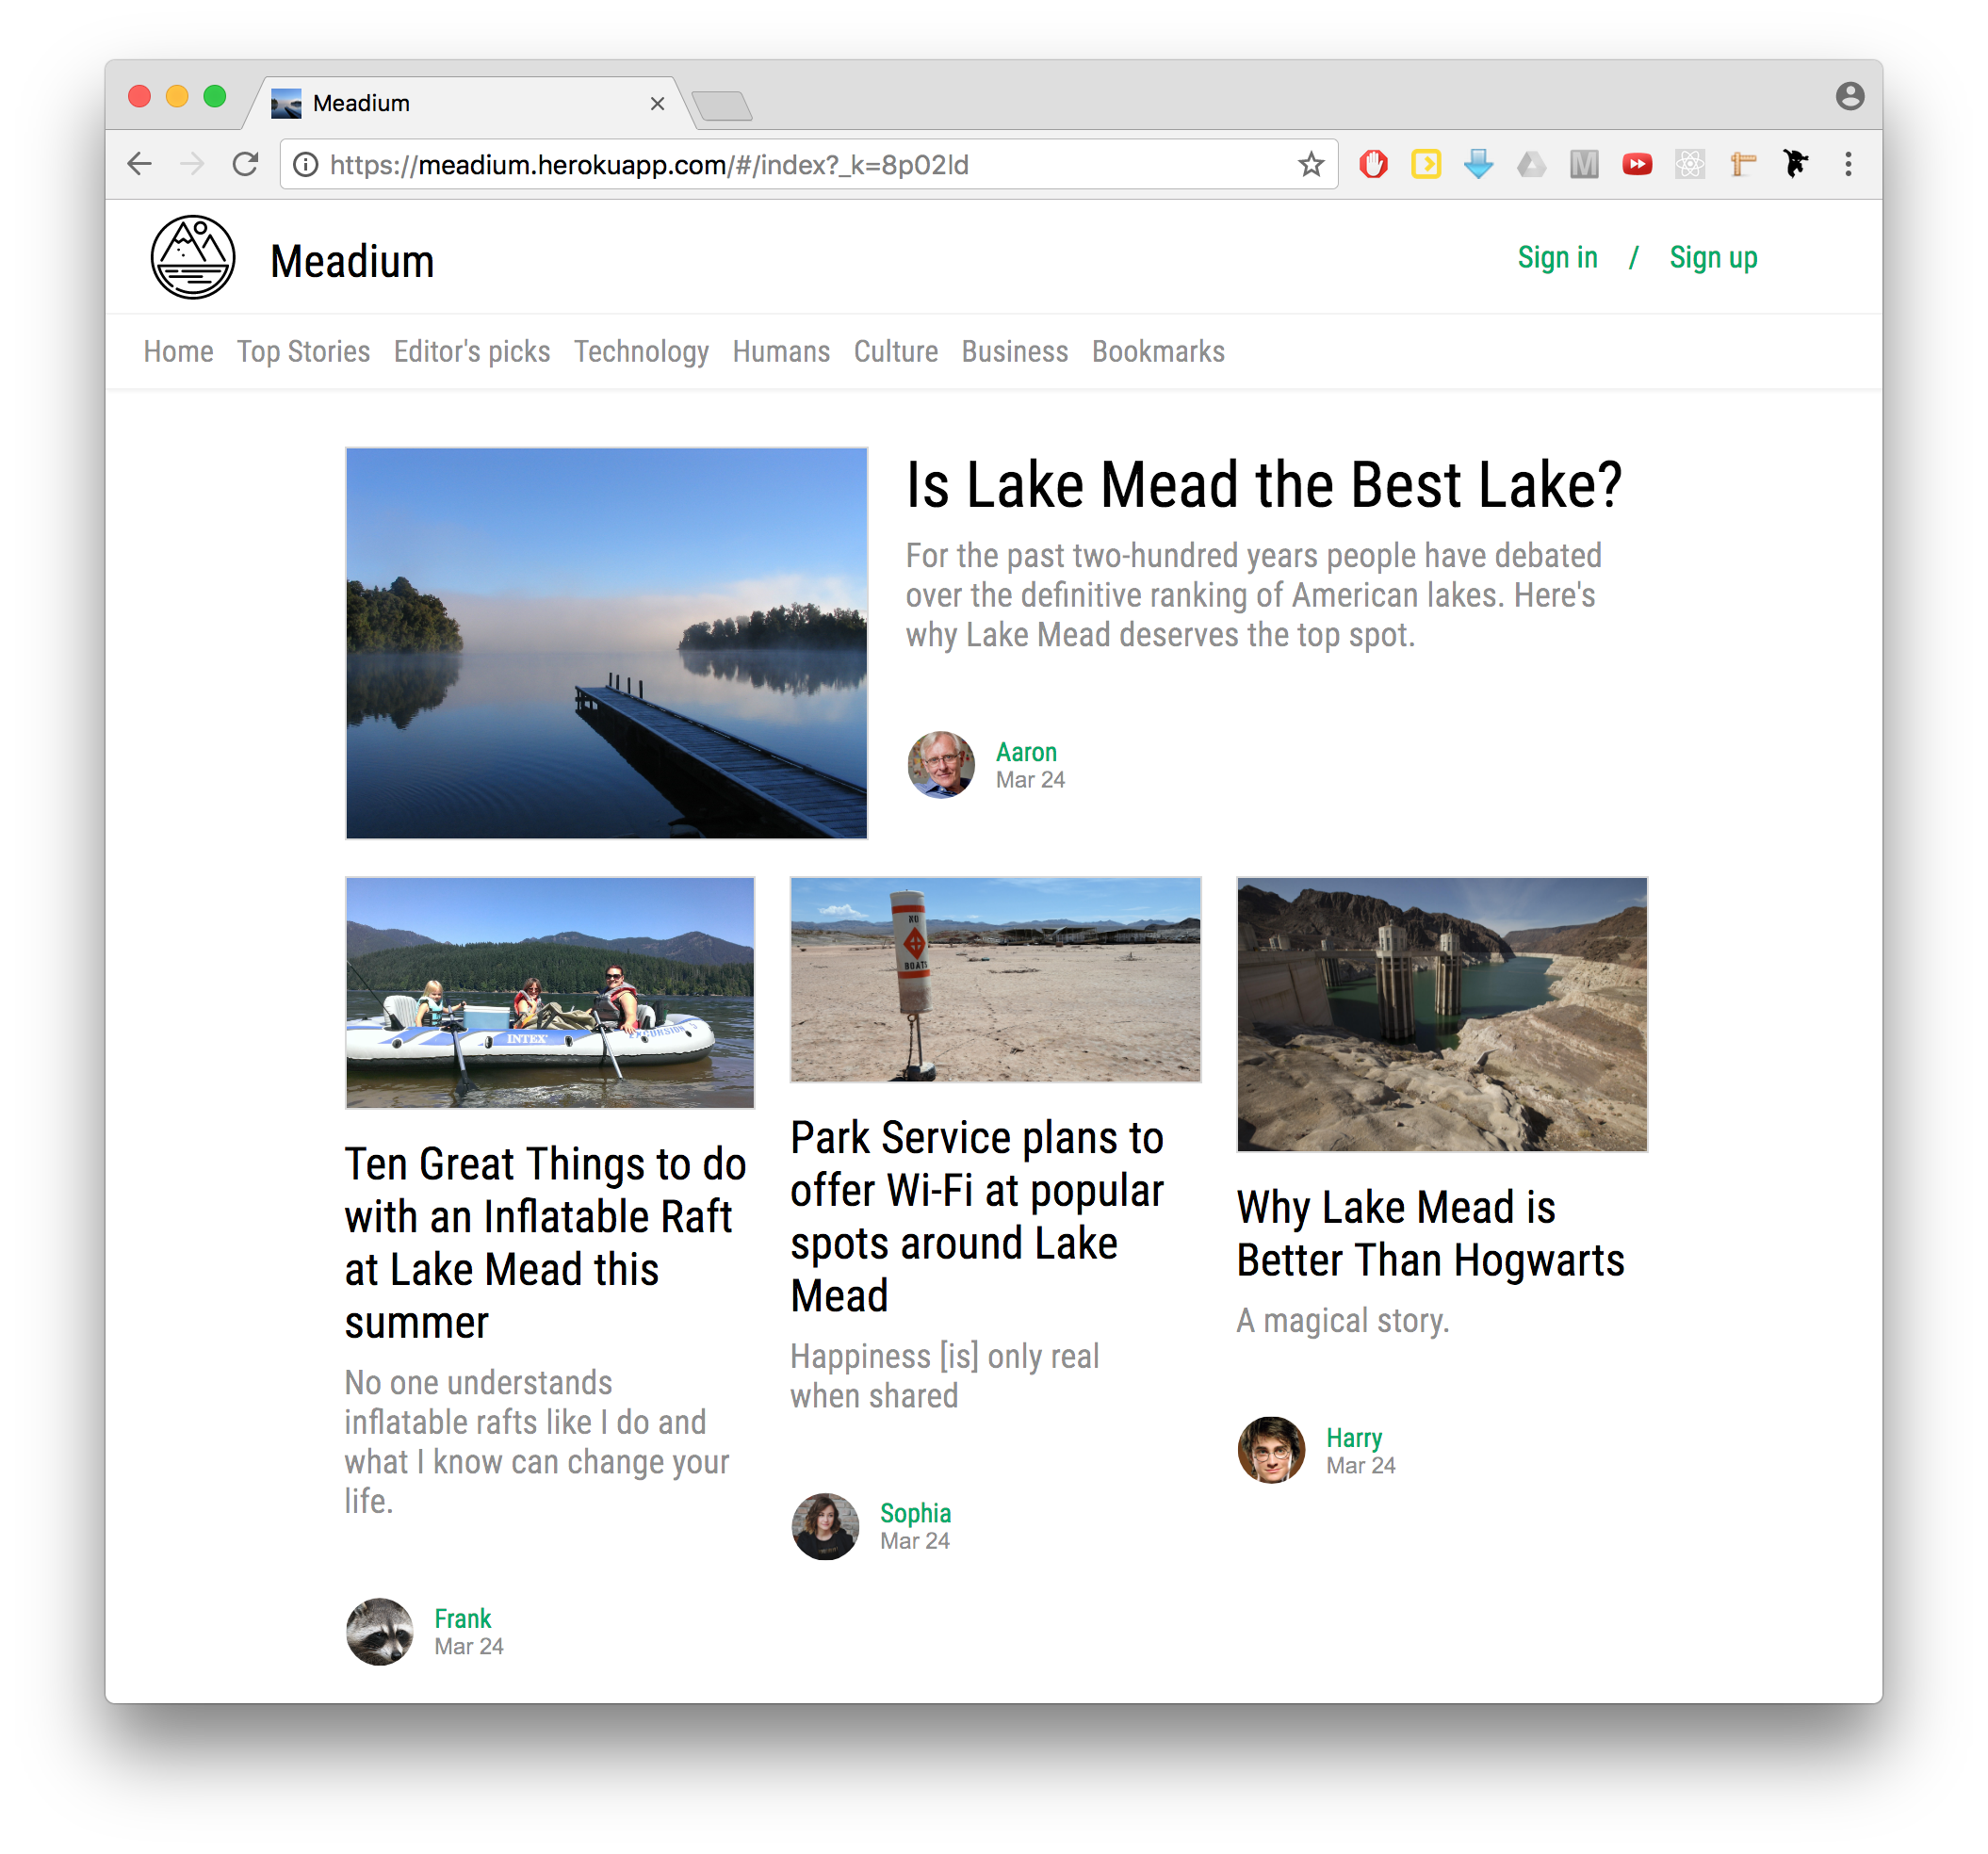 Meadium
https://meadium.herokuapp.com/#/index?_k=8p02ld
Meadium
Sign in / Sign up
Home Top Stories Editor's picks Technology Humans Culture Business Bookmarks
Is Lake Mead the Best Lake?
For the past two-hundred years people have debated
over the definitive ranking of American lakes. Here's
why Lake Mead deserves the top spot.
Aaron
Mar 24
INTEX
EXCURSION 5
Ten Great Things to do
with an Inflatable Raft
at Lake Mead this
summer
No one understands
inflatable rafts like I do and
what I know can change your
life.
Frank
Mar 24
NO
BOATS
Park Service plans to
offer Wi-Fi at popular
spots around Lake
Mead
Happiness [is] only real
when shared
Sophia
Mar 24
Why Lake Mead is
Better Than Hogwarts
A magical story.
Harry
Mar 24